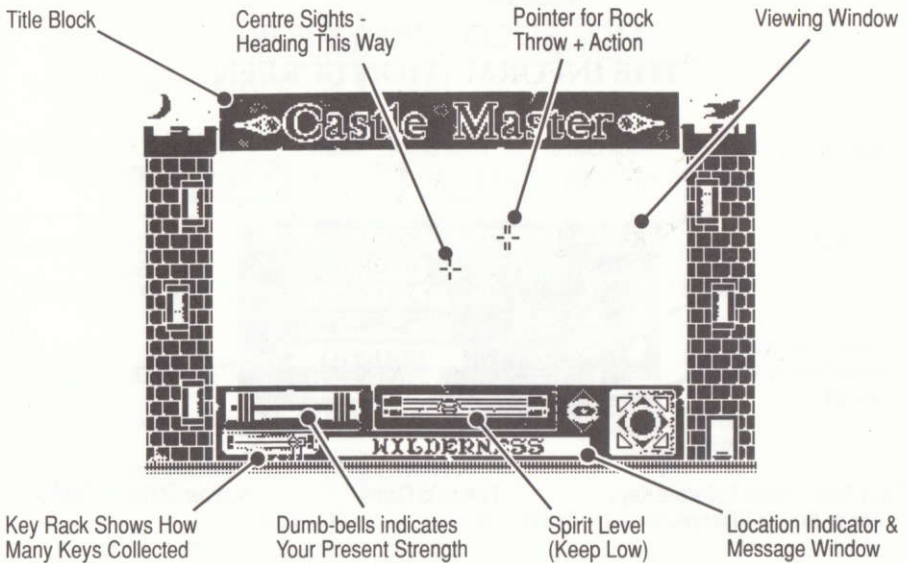 Title Block
Centre Sights -
Heading This Way
Pointer for Rock
Throw + Action
Viewing Window
Castle Master
WILDERNESS
Key Rack Shows How
Many Keys Collected
Dumb-bells indicates
Your Present Strength
Spirit Level
(Keep Low)
Location Indicator &
Message Window